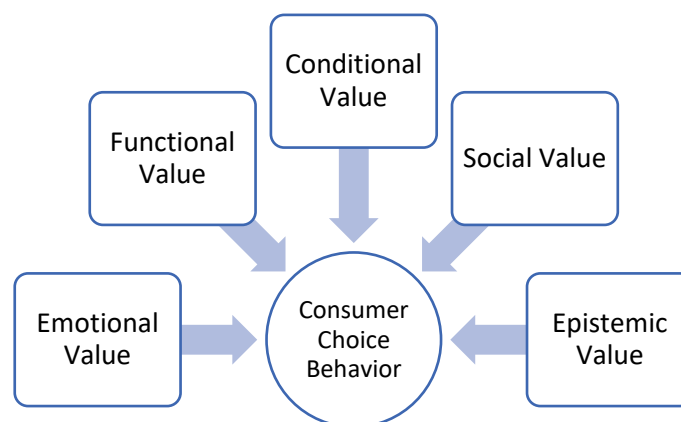 Conditional
Value
Functional
Value
Social Value
Emotional
Value
Consumer
Choice
Behavior
Epistemic
Value